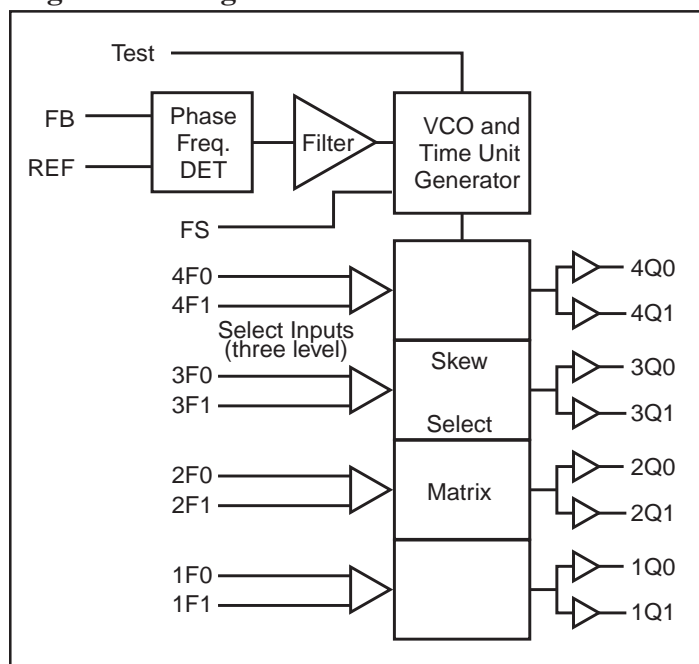 Test
FB
REF
Phase
Freq.
DET
Filter
VCO and
Time Unit
Generator
FS
4F0
4F1
Select Inputs
(three level)
3F0
3F1
2F0
2F1
1F0
1F1
Skew
Select
Matrix
4Q0
4Q1
3Q0
3Q1
2Q0
2Q1
1Q0
1Q1